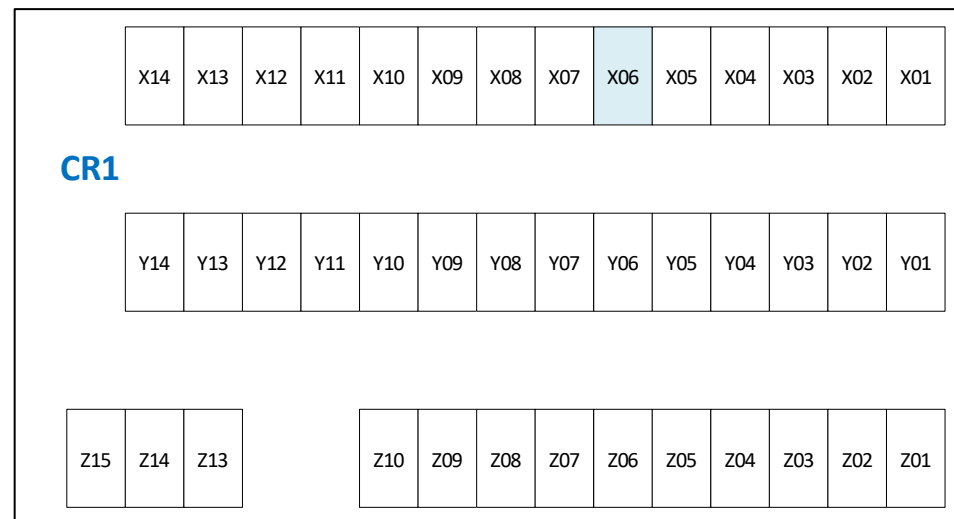 X14 X13 X12 X11 X10 X09 X08 X07 X06 X05 X04 X03 X02 X01
CR1
Y14 Y13 Y12 Y11 Y10 Y09 Y08 Y07 Y06 Y05 Y04 Y03 Y02 Y01
Z15 Z14 Z13 Z10 Z09 Z08 Z07 Z06 Z05 Z04 Z03 Z02 Z01